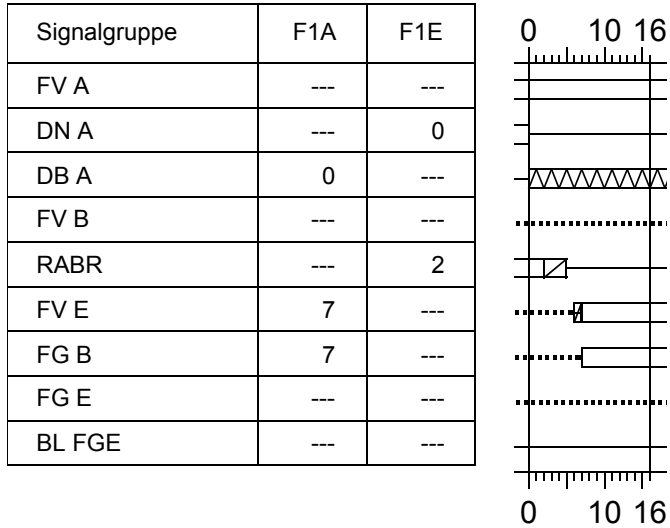 Signalgruppe F1A F1E 0 10 16
FV A --- ---
DN A --- 0
DB A 0 ---
FV B --- ---
RABR --- 2
FV E 7 ---
FG B 7 ---
FG E --- ---
BL FGE --- ---
0 10 16